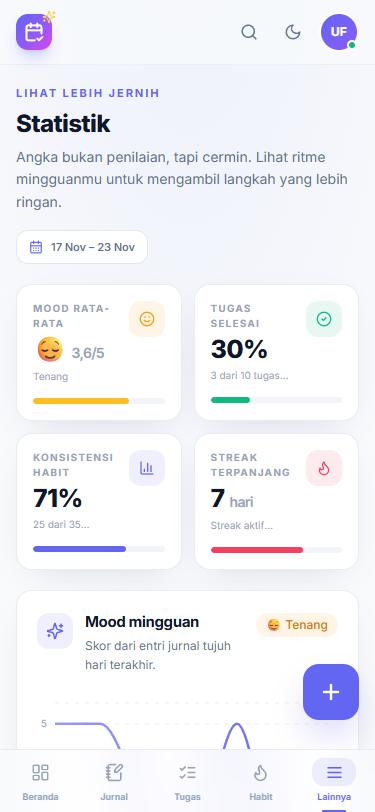 UF
LIHAT LEBIH JERNIH
Statistik
Angka bukan penilaian, tapi cermin. Lihat ritme
mingguanmu untuk mengambil langkah yang lebih
ringan.
17 Nov – 23 Nov
MOOD RATA-
RATA
3,6/5
Tenang
TUGAS
SELESAI
30%
3 dari 10 tugas...
KONSISTENSI
HABIT
71%
25 dari 35...
STREAK
TERPANJANG
7 hari
Streak aktif...
Mood mingguan
Tenang
Skor dari entri jurnal tujuh
hari terakhir.
5
Beranda
Jurnal
Tugas
Habit
Lainnya